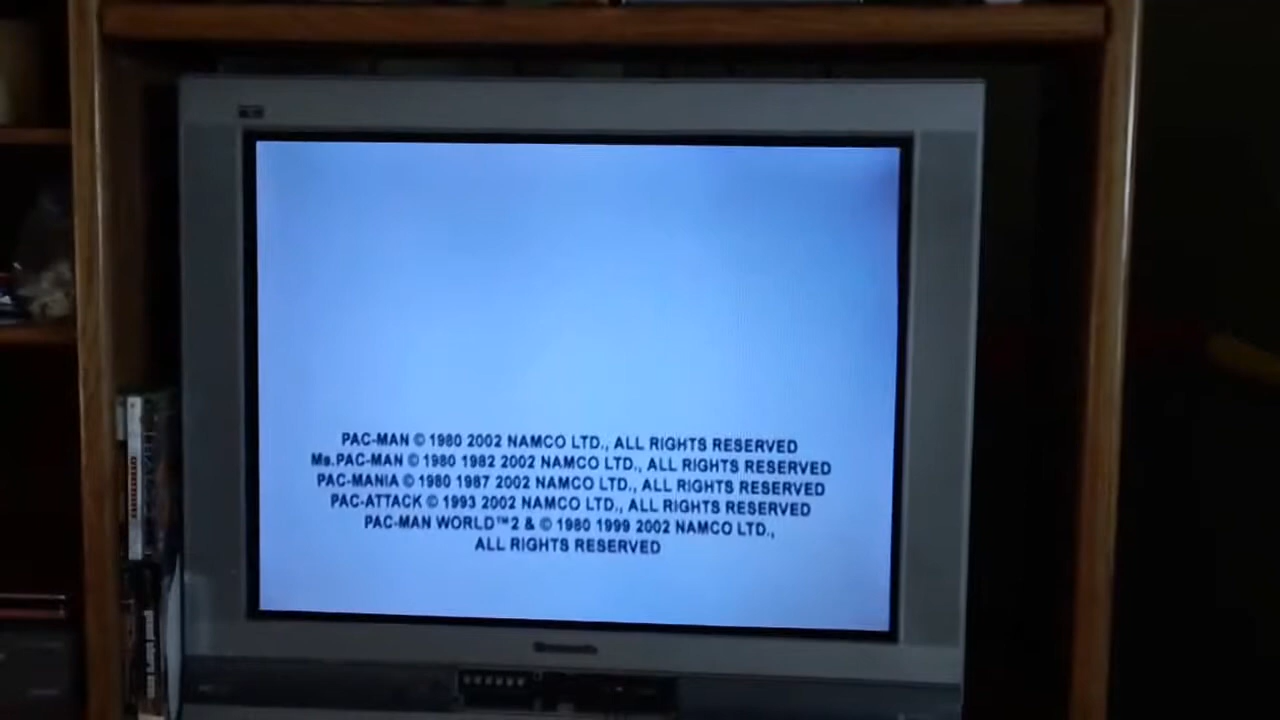 PAC-MAN © 1980 2002 NAMCO LTD., ALL RIGHTS RESERVED
Ms.PAC-MAN © 1980 1982 2002 NAMCO LTD., ALL RIGHTS RESERVED
PAC-MANIA © 1980 1987 2002 NAMCO LTD., ALL RIGHTS RESERVED
PAC-ATTACK © 1993 2002 NAMCO LTD., ALL RIGHTS RESERVED
PAC-MAN WORLD™2 & © 1980 1999 2002 NAMCO LTD.,
ALL RIGHTS RESERVED